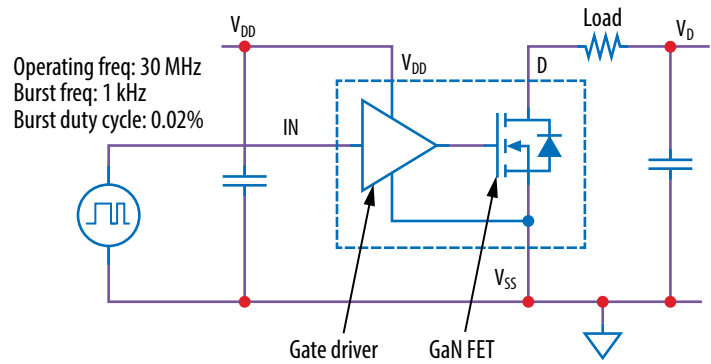 Load
V_DD
V_D
Operating freq: 30 MHz
Burst freq: 1 kHz
Burst duty cycle: 0.02%
V_DD
D
IN
V_SS
Gate driver
GaN FET